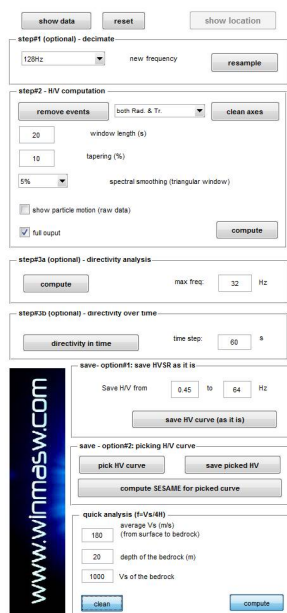 show data reset show location
step#1 (optional) - decimate
128Hz new frequency resample
step#2 - H/V computation
remove events both Rad. & Tr. clean axes
20 window length (s)
10 tapering (%)
5% spectral smoothing (triangular window)
show particle motion (raw data)
full ouput compute
step#3a (optional) - directivity analysis
compute max freq: 32 Hz
step#3b (optional) - directivity over time
directivity in time time step: 60 s
save- option#1: save HVSR as it is
Save H/V from 0.45 to 64 Hz
save HV curve (as it is)
save - option#2: picking H/V curve
pick HV curve save picked HV
compute SESAME for picked curve
quick analysis (f=Vs/4H)
180 average Vs (m/s)
(from surface to bedrock)
20 depth of the bedrock (m)
1000 Vs of the bedrock
clean compute
www.winmasw.com